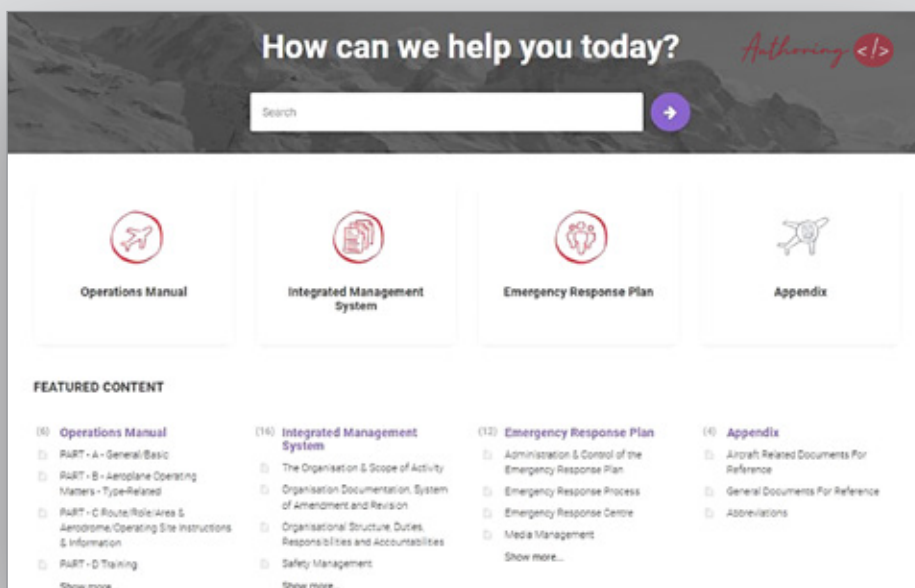 How can we help you today?
Authoring </>
Search
Operations Manual
Integrated Management
System
Emergency Response Plan
Appendix
FEATURED CONTENT
(6) Operations Manual
PART - A - General/Basic
PART - B - Aeroplane Operating
Matters - Type-Related
PART - C Route/Role/Area &
Aerodrome/Operating Site Instructions
& Information
PART - D Training
Show more...
(16) Integrated Management
System
The Organisation & Scope of Activity
Organisation Documentation, System
of Amendment and Revision
Organisational Structure, Duties,
Responsibilities and Accountabilities
Safety Management
Show more...
(12) Emergency Response Plan
Administration & Control of the
Emergency Response Plan
Emergency Response Process
Emergency Response Centre
Media Management
Show more...
(4) Appendix
Aircraft Related Documents For
Reference
General Documents For Reference
Abbreviations